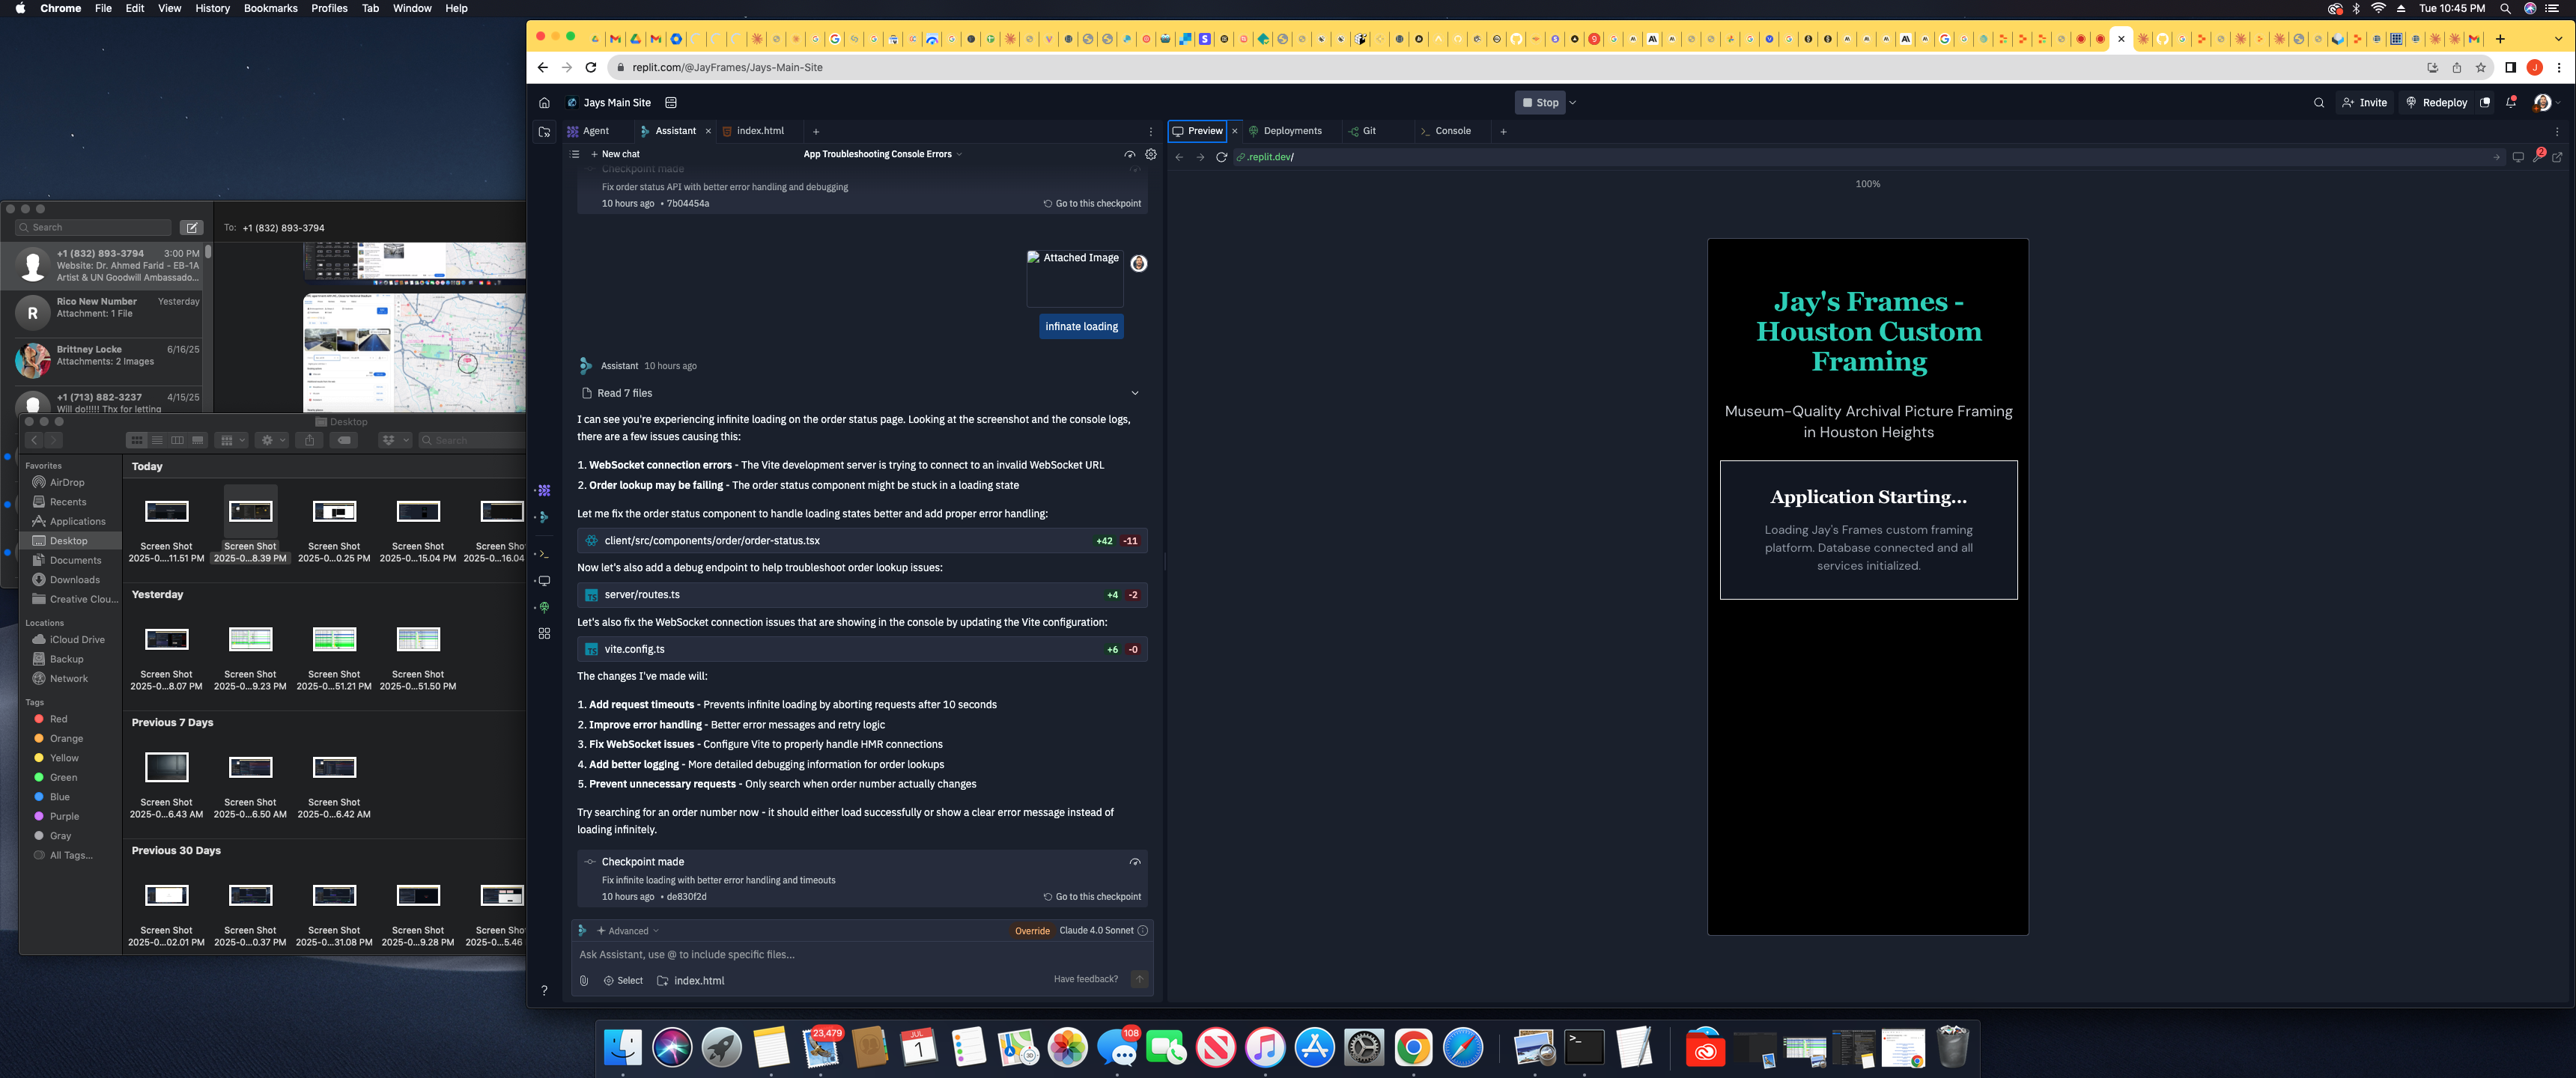 Chrome File Edit View History Bookmarks Profiles Tab Window Help
Tue 10:45 PM
replit.com/@JayFrames/Jays-Main-Site
J
Jays Main Site
Stop
Invite
Redeploy
Agent
Assistant
index.html
Preview
Deployments
Git
Console
New chat
App Troubleshooting Console Errors
.replit.dev/
2
100%
Checkpoint made
Fix order status API with better error handling and debugging
10 hours ago • 7b04454a
Go to this checkpoint
Attached Image
infinate loading
Assistant 10 hours ago
Read 7 files
I can see you're experiencing infinite loading on the order status page. Looking at the screenshot and the console logs,
there are a few issues causing this:
1. WebSocket connection errors - The Vite development server is trying to connect to an invalid WebSocket URL
2. Order lookup may be failing - The order status component might be stuck in a loading state
Let me fix the order status component to handle loading states better and add proper error handling:
client/src/components/order/order-status.tsx
+42 -11
Now let's also add a debug endpoint to help troubleshoot order lookup issues:
server/routes.ts
+4 -2
Let's also fix the WebSocket connection issues that are showing in the console by updating the Vite configuration:
vite.config.ts
+6 -0
The changes I've made will:
1. Add request timeouts - Prevents infinite loading by aborting requests after 10 seconds
2. Improve error handling - Better error messages and retry logic
3. Fix WebSocket issues - Configure Vite to properly handle HMR connections
4. Add better logging - More detailed debugging information for order lookups
5. Prevent unnecessary requests - Only search when order number actually changes
Try searching for an order number now - it should either load successfully or show a clear error message instead of
loading infinitely.
Checkpoint made
Fix infinite loading with better error handling and timeouts
10 hours ago • de830f2d
Go to this checkpoint
Advanced
Override Claude 4.0 Sonnet
Ask Assistant, use @ to include specific files...
Select
index.html
Have feedback?
Jay's Frames -
Houston Custom
Framing
Museum-Quality Archival Picture Framing
in Houston Heights
Application Starting...
Loading Jay's Frames custom framing
platform. Database connected and all
services initialized.
Search
To: +1 (832) 893-3794
+1 (832) 893-3794 3:00 PM
Website: Dr. Ahmed Farid - EB-1A
Artist & UN Goodwill Ambassado...
R
Rico New Number Yesterday
Attachment: 1 File
Brittney Locke 6/16/25
Attachments: 2 Images
+1 (713) 882-3237 4/15/25
Will do!!!!! Thx for letting
Desktop
Search
Favorites
AirDrop
Recents
Applications
Desktop
Documents
Downloads
Creative Clou...
Locations
iCloud Drive
Backup
Network
Tags
Red
Orange
Yellow
Green
Blue
Purple
Gray
All Tags...
Today
Screen Shot Screen Shot Screen Shot Screen Shot Screen Sho
2025-0...11.51 PM 2025-0...8.39 PM 2025-0...0.25 PM 2025-0...15.04 PM 2025-0...16.04
Yesterday
Screen Shot Screen Shot Screen Shot Screen Shot
2025-0...8.07 PM 2025-0...9.23 PM 2025-0...51.21 PM 2025-0...51.50 PM
Previous 7 Days
Screen Shot Screen Shot Screen Shot
2025-0...6.43 AM 2025-0...6.50 AM 2025-0...6.42 AM
Previous 30 Days
Screen Shot Screen Shot Screen Shot Screen Shot Screen Sho
2025-0...02.01 PM 2025-0...0.37 PM 2025-0...31.08 PM 2025-0...9.28 PM 2025-0...5.46
23,479
JUL
1
108